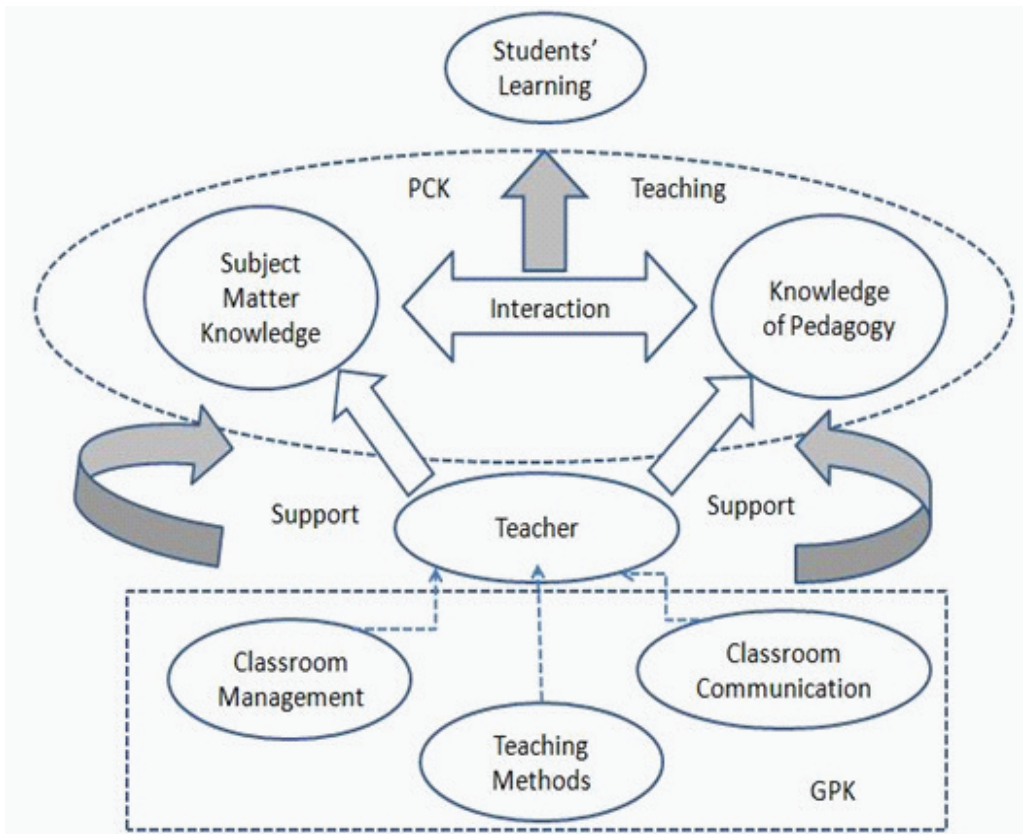 Students’
Learning
PCK
Teaching
Subject
Matter
Knowledge
Interaction
Knowledge
of Pedagogy
Support
Teacher
Support
Classroom
Management
Classroom
Communication
Teaching
Methods
GPK